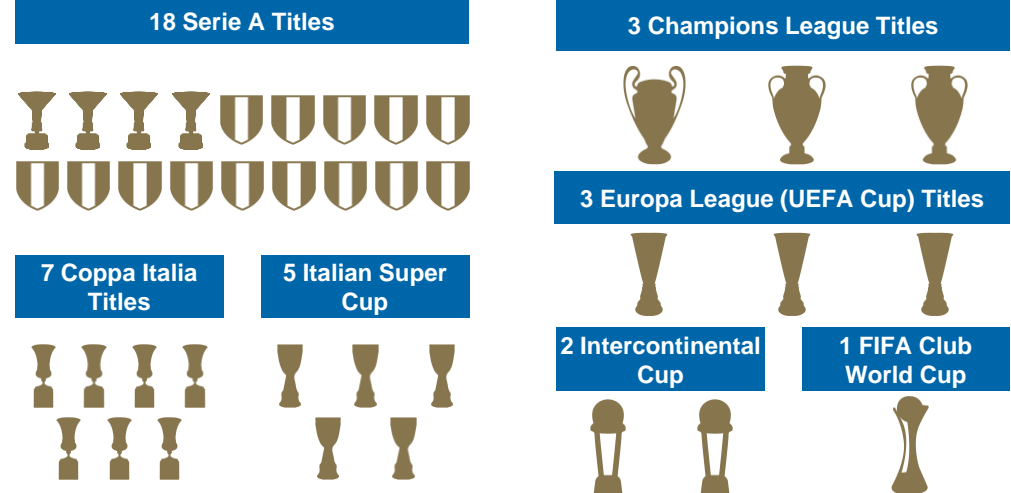 18 Serie A Titles
3 Champions League Titles
3 Europa League (UEFA Cup) Titles
7 Coppa Italia
Titles
5 Italian Super
Cup
2 Intercontinental
Cup
1 FIFA Club
World Cup